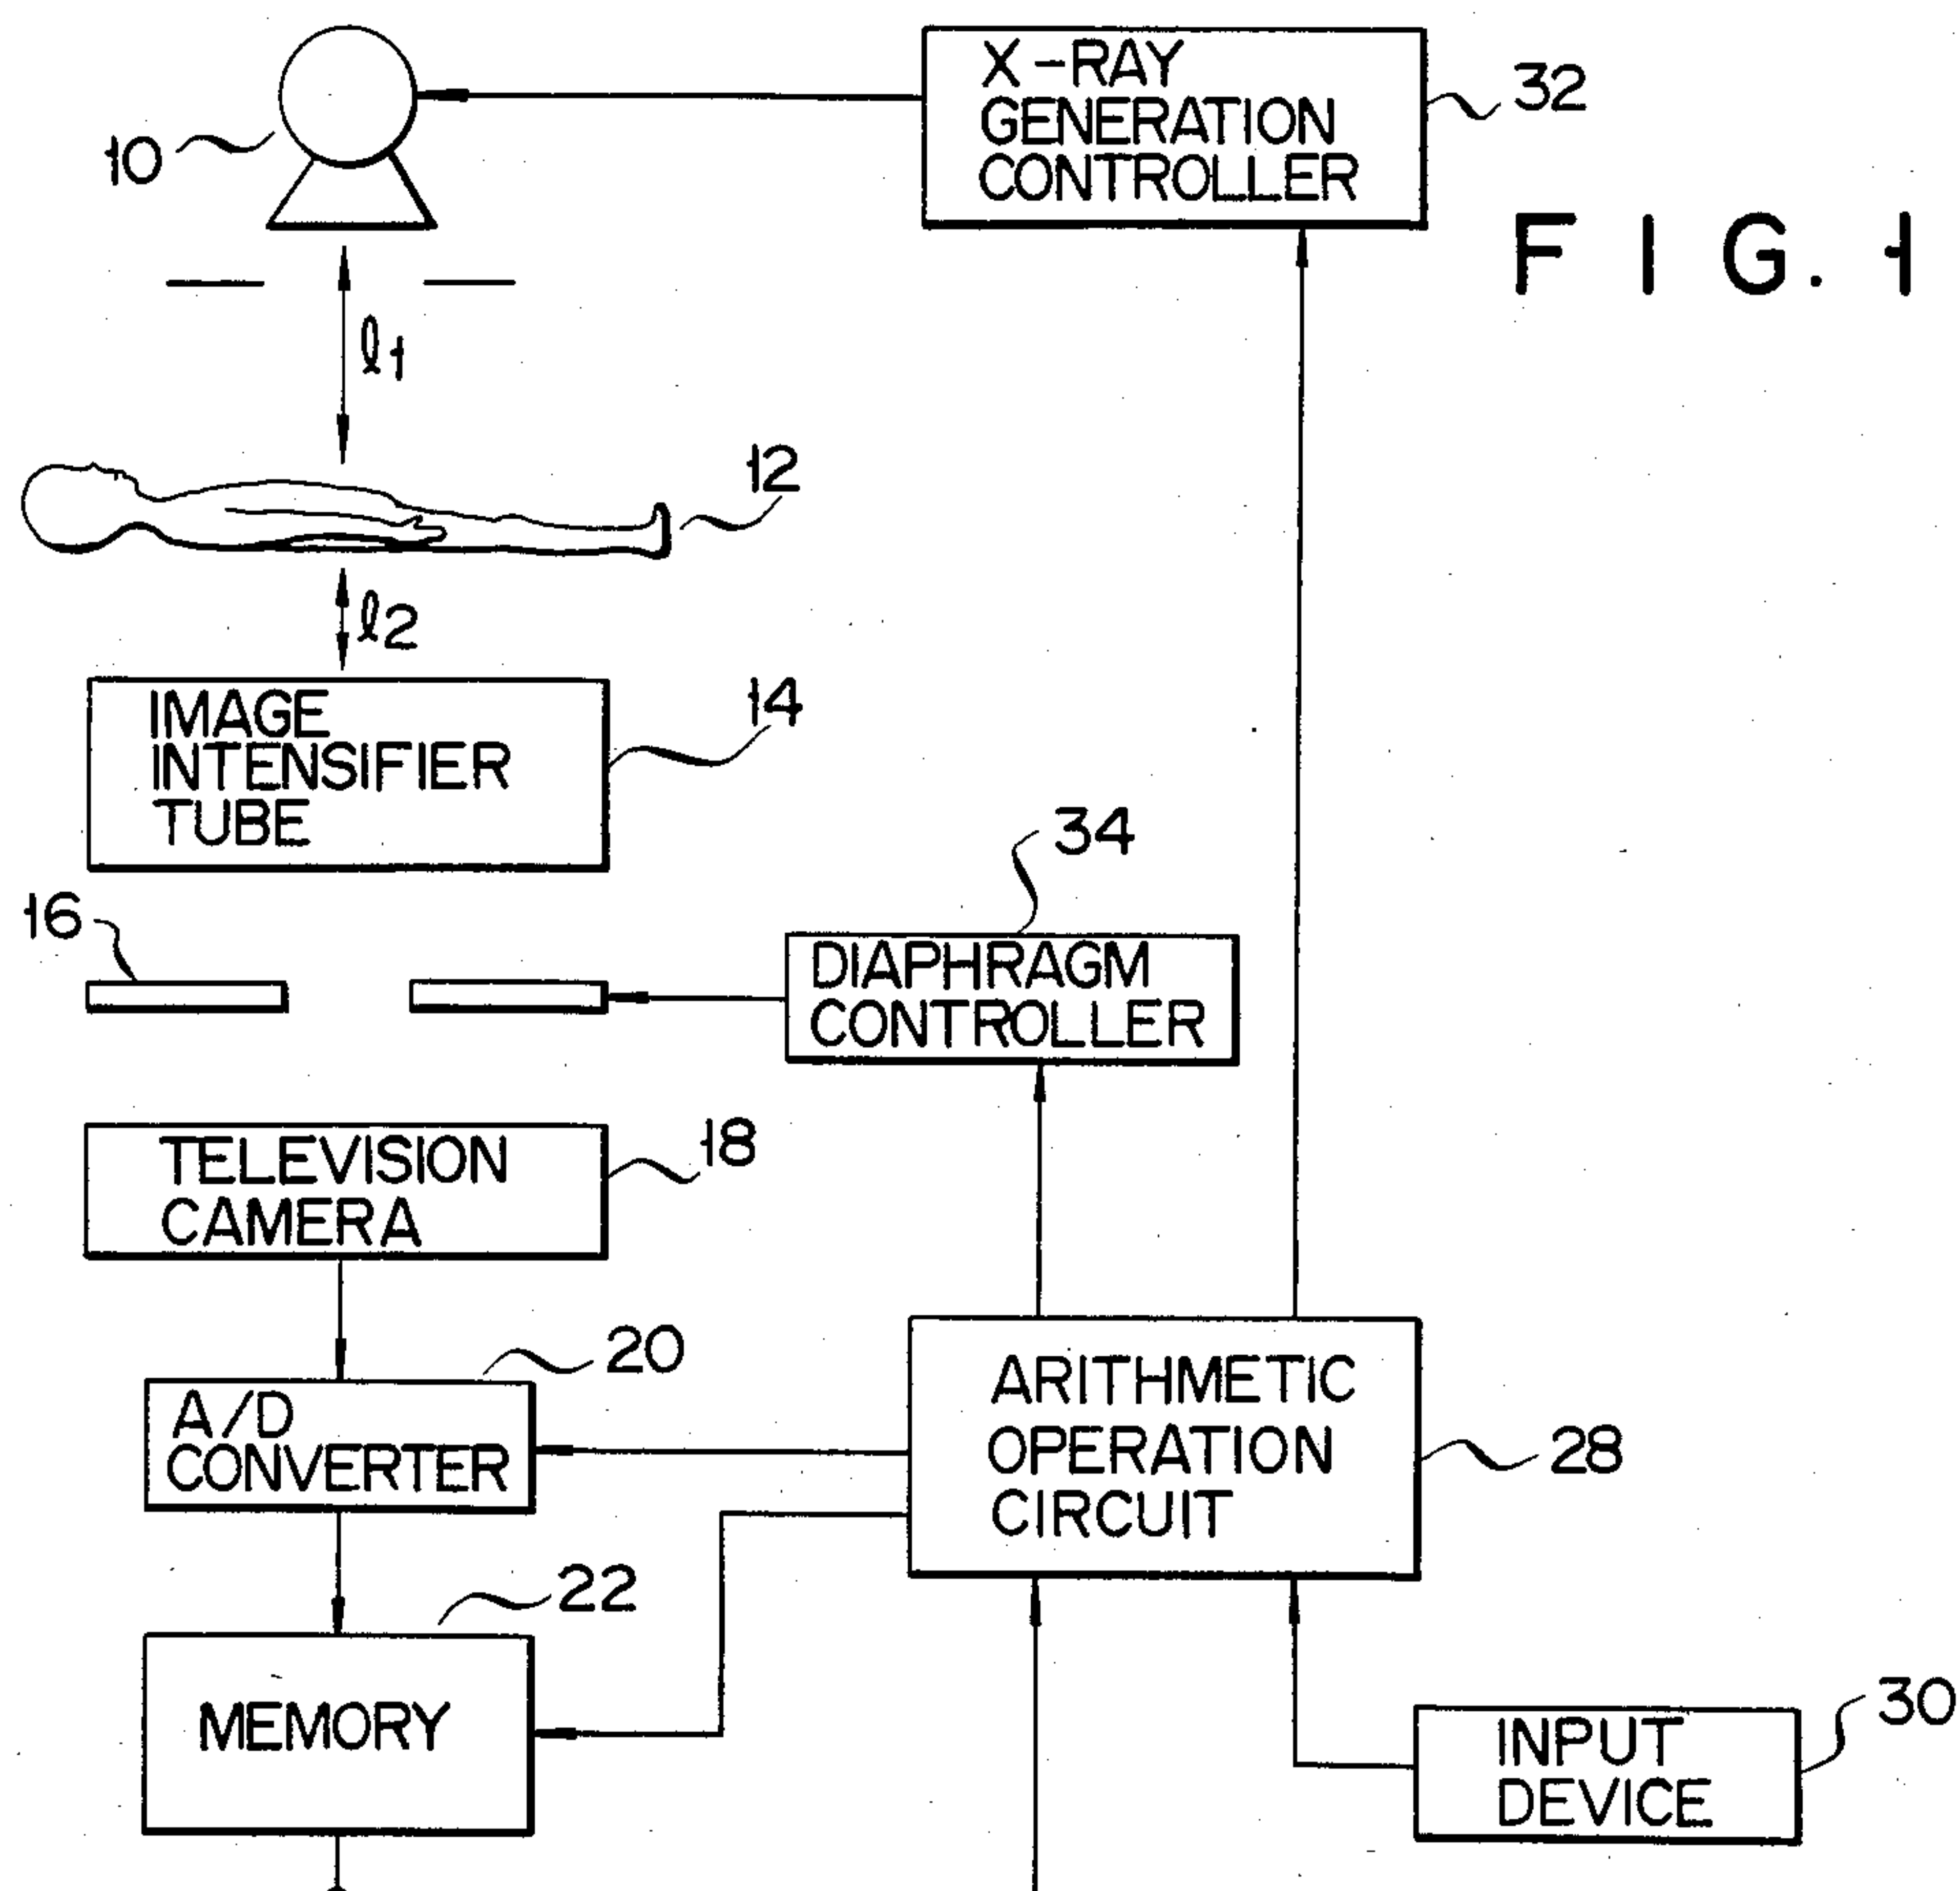 X-RAY
GENERATION
CONTROLLER
32
10
FIG. 1
ℓ1
12
ℓ2
IMAGE
INTENSIFIER
TUBE
14
34
16
DIAPHRAGM
CONTROLLER
TELEVISION
CAMERA
18
20
A/D
CONVERTER
ARITHMETIC
OPERATION
CIRCUIT
28
22
MEMORY
30
INPUT
DEVICE